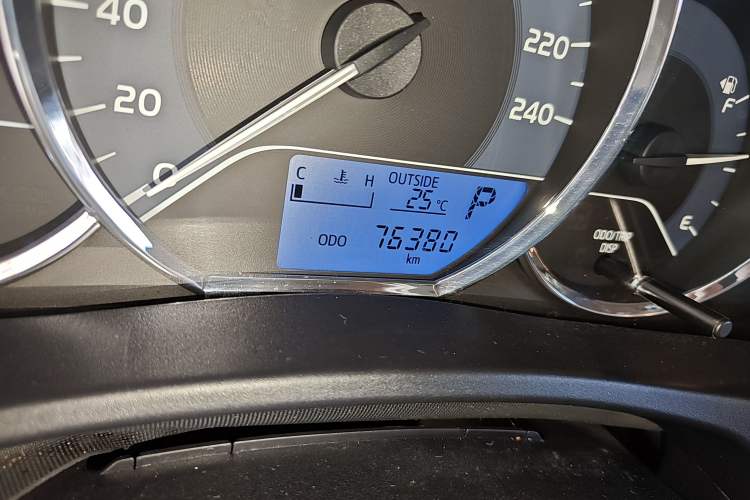 40
20
0
220
240
F
E
ODO/TRIP
DISP
C
H
OUTSIDE
25 °C
P
ODO 76380
km